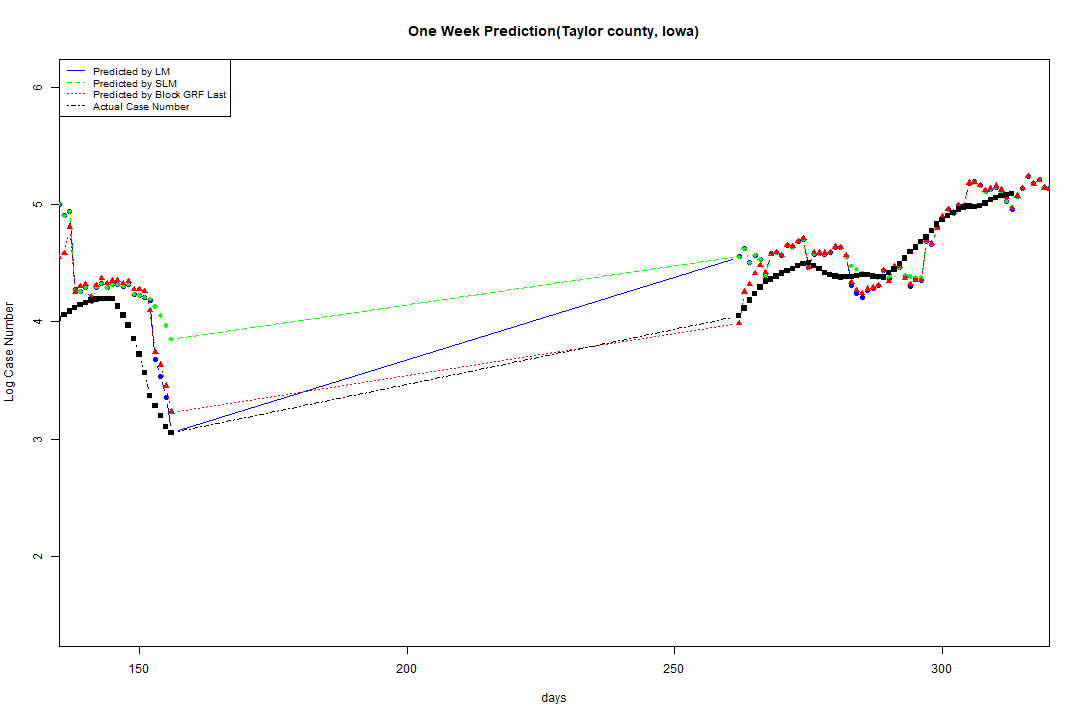 One Week Prediction(Taylor county, Iowa)
Predicted by LM
Predicted by SLM
Predicted by Block GRF Last
Actual Case Number
6
5
4
3
2
Log Case Number
150
200
250
300
days